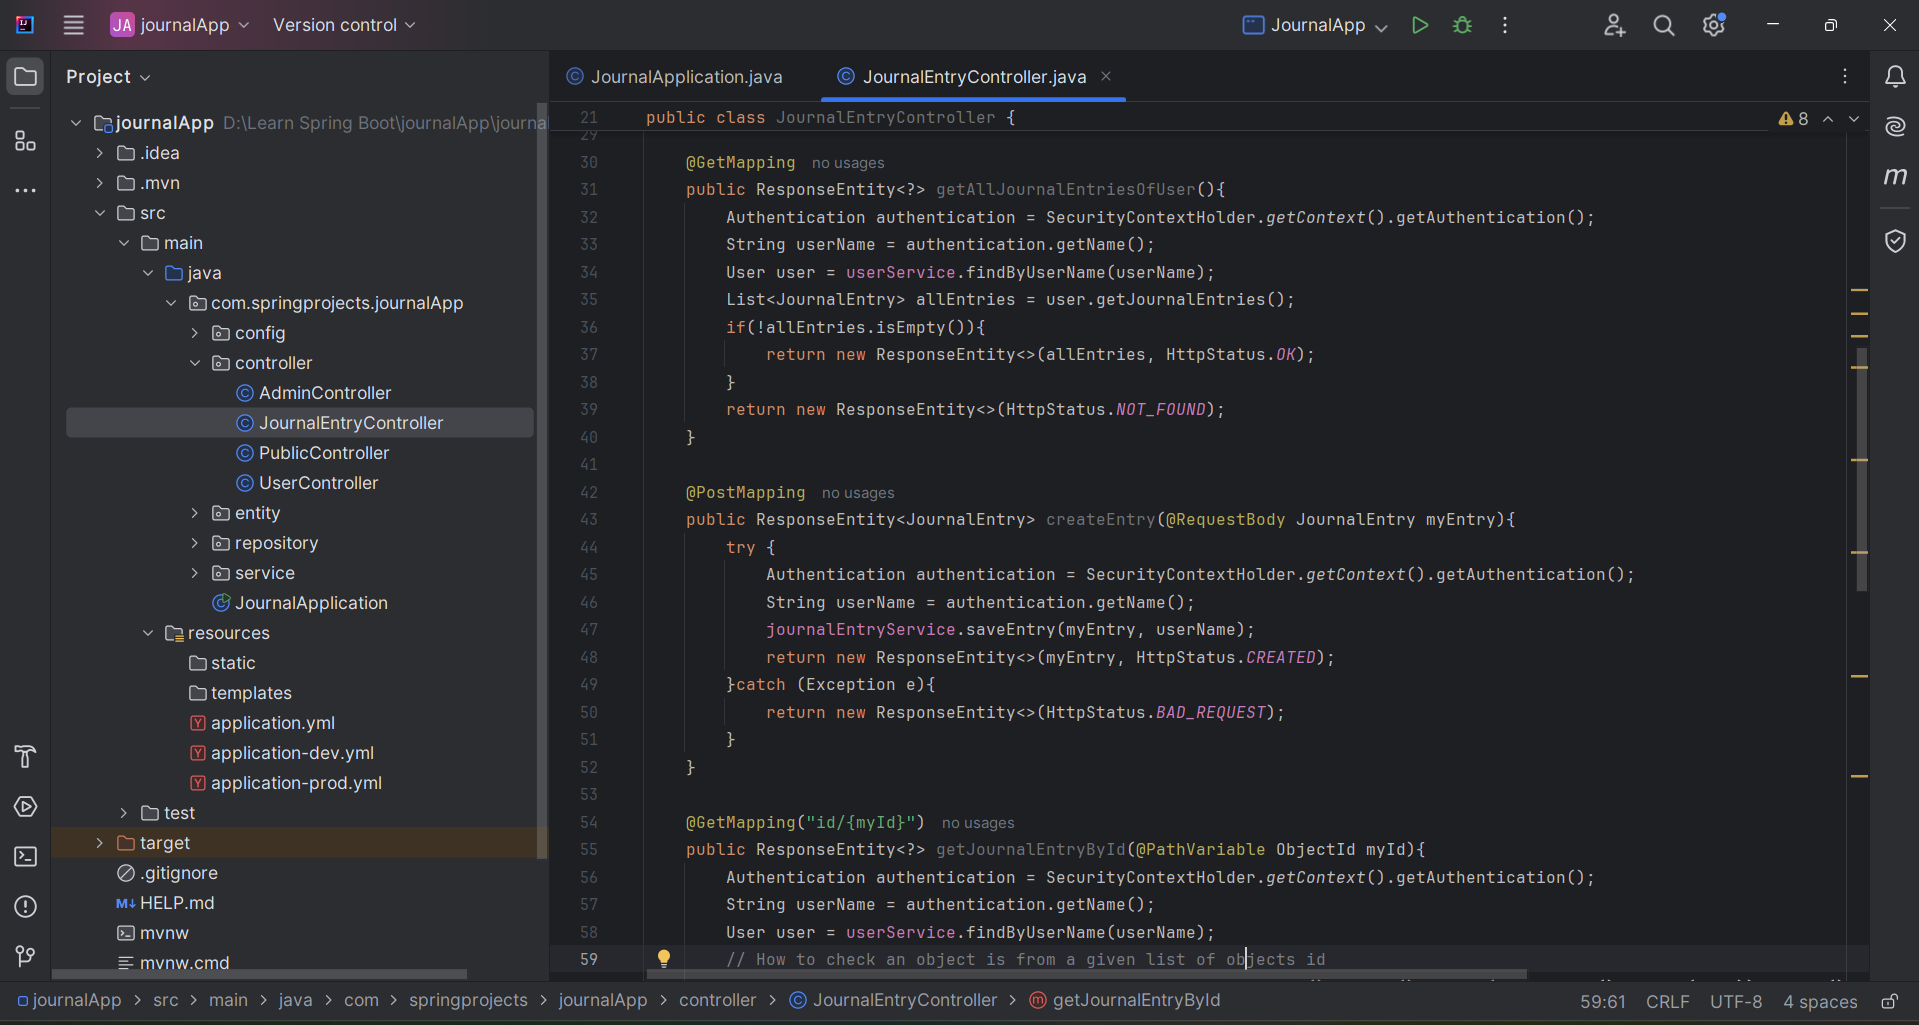 JA journalApp Version control JournalApp
Project
JournalApplication.java JournalEntryController.java
journalApp D:\Learn Spring Boot\journalApp\journa
.idea
.mvn
src
main
java
com.springprojects.journalApp
config
controller
AdminController
JournalEntryController
PublicController
UserController
entity
repository
service
JournalApplication
resources
static
templates
application.yml
application-dev.yml
application-prod.yml
test
target
.gitignore
M↓ HELP.md
mvnw
mvnw.cmd
21 public class JournalEntryController { 8
29
30 @GetMapping no usages
31 public ResponseEntity<?> getAllJournalEntriesOfUser(){
32 Authentication authentication = SecurityContextHolder.getContext().getAuthentication();
33 String userName = authentication.getName();
34 User user = userService.findByUserName(userName);
35 List<JournalEntry> allEntries = user.getJournalEntries();
36 if(!allEntries.isEmpty()){
37 return new ResponseEntity<>(allEntries, HttpStatus.OK);
38 }
39 return new ResponseEntity<>(HttpStatus.NOT_FOUND);
40 }
41
42 @PostMapping no usages
43 public ResponseEntity<JournalEntry> createEntry(@RequestBody JournalEntry myEntry){
44 try {
45 Authentication authentication = SecurityContextHolder.getContext().getAuthentication();
46 String userName = authentication.getName();
47 journalEntryService.saveEntry(myEntry, userName);
48 return new ResponseEntity<>(myEntry, HttpStatus.CREATED);
49 }catch (Exception e){
50 return new ResponseEntity<>(HttpStatus.BAD_REQUEST);
51 }
52 }
53
54 @GetMapping("id/{myId}") no usages
55 public ResponseEntity<?> getJournalEntryById(@PathVariable ObjectId myId){
56 Authentication authentication = SecurityContextHolder.getContext().getAuthentication();
57 String userName = authentication.getName();
58 User user = userService.findByUserName(userName);
59 // How to check an object is from a given list of objects id
journalApp > src > main > java > com > springprojects > journalApp > controller > JournalEntryController > getJournalEntryById 59:61 CRLF UTF-8 4 spaces